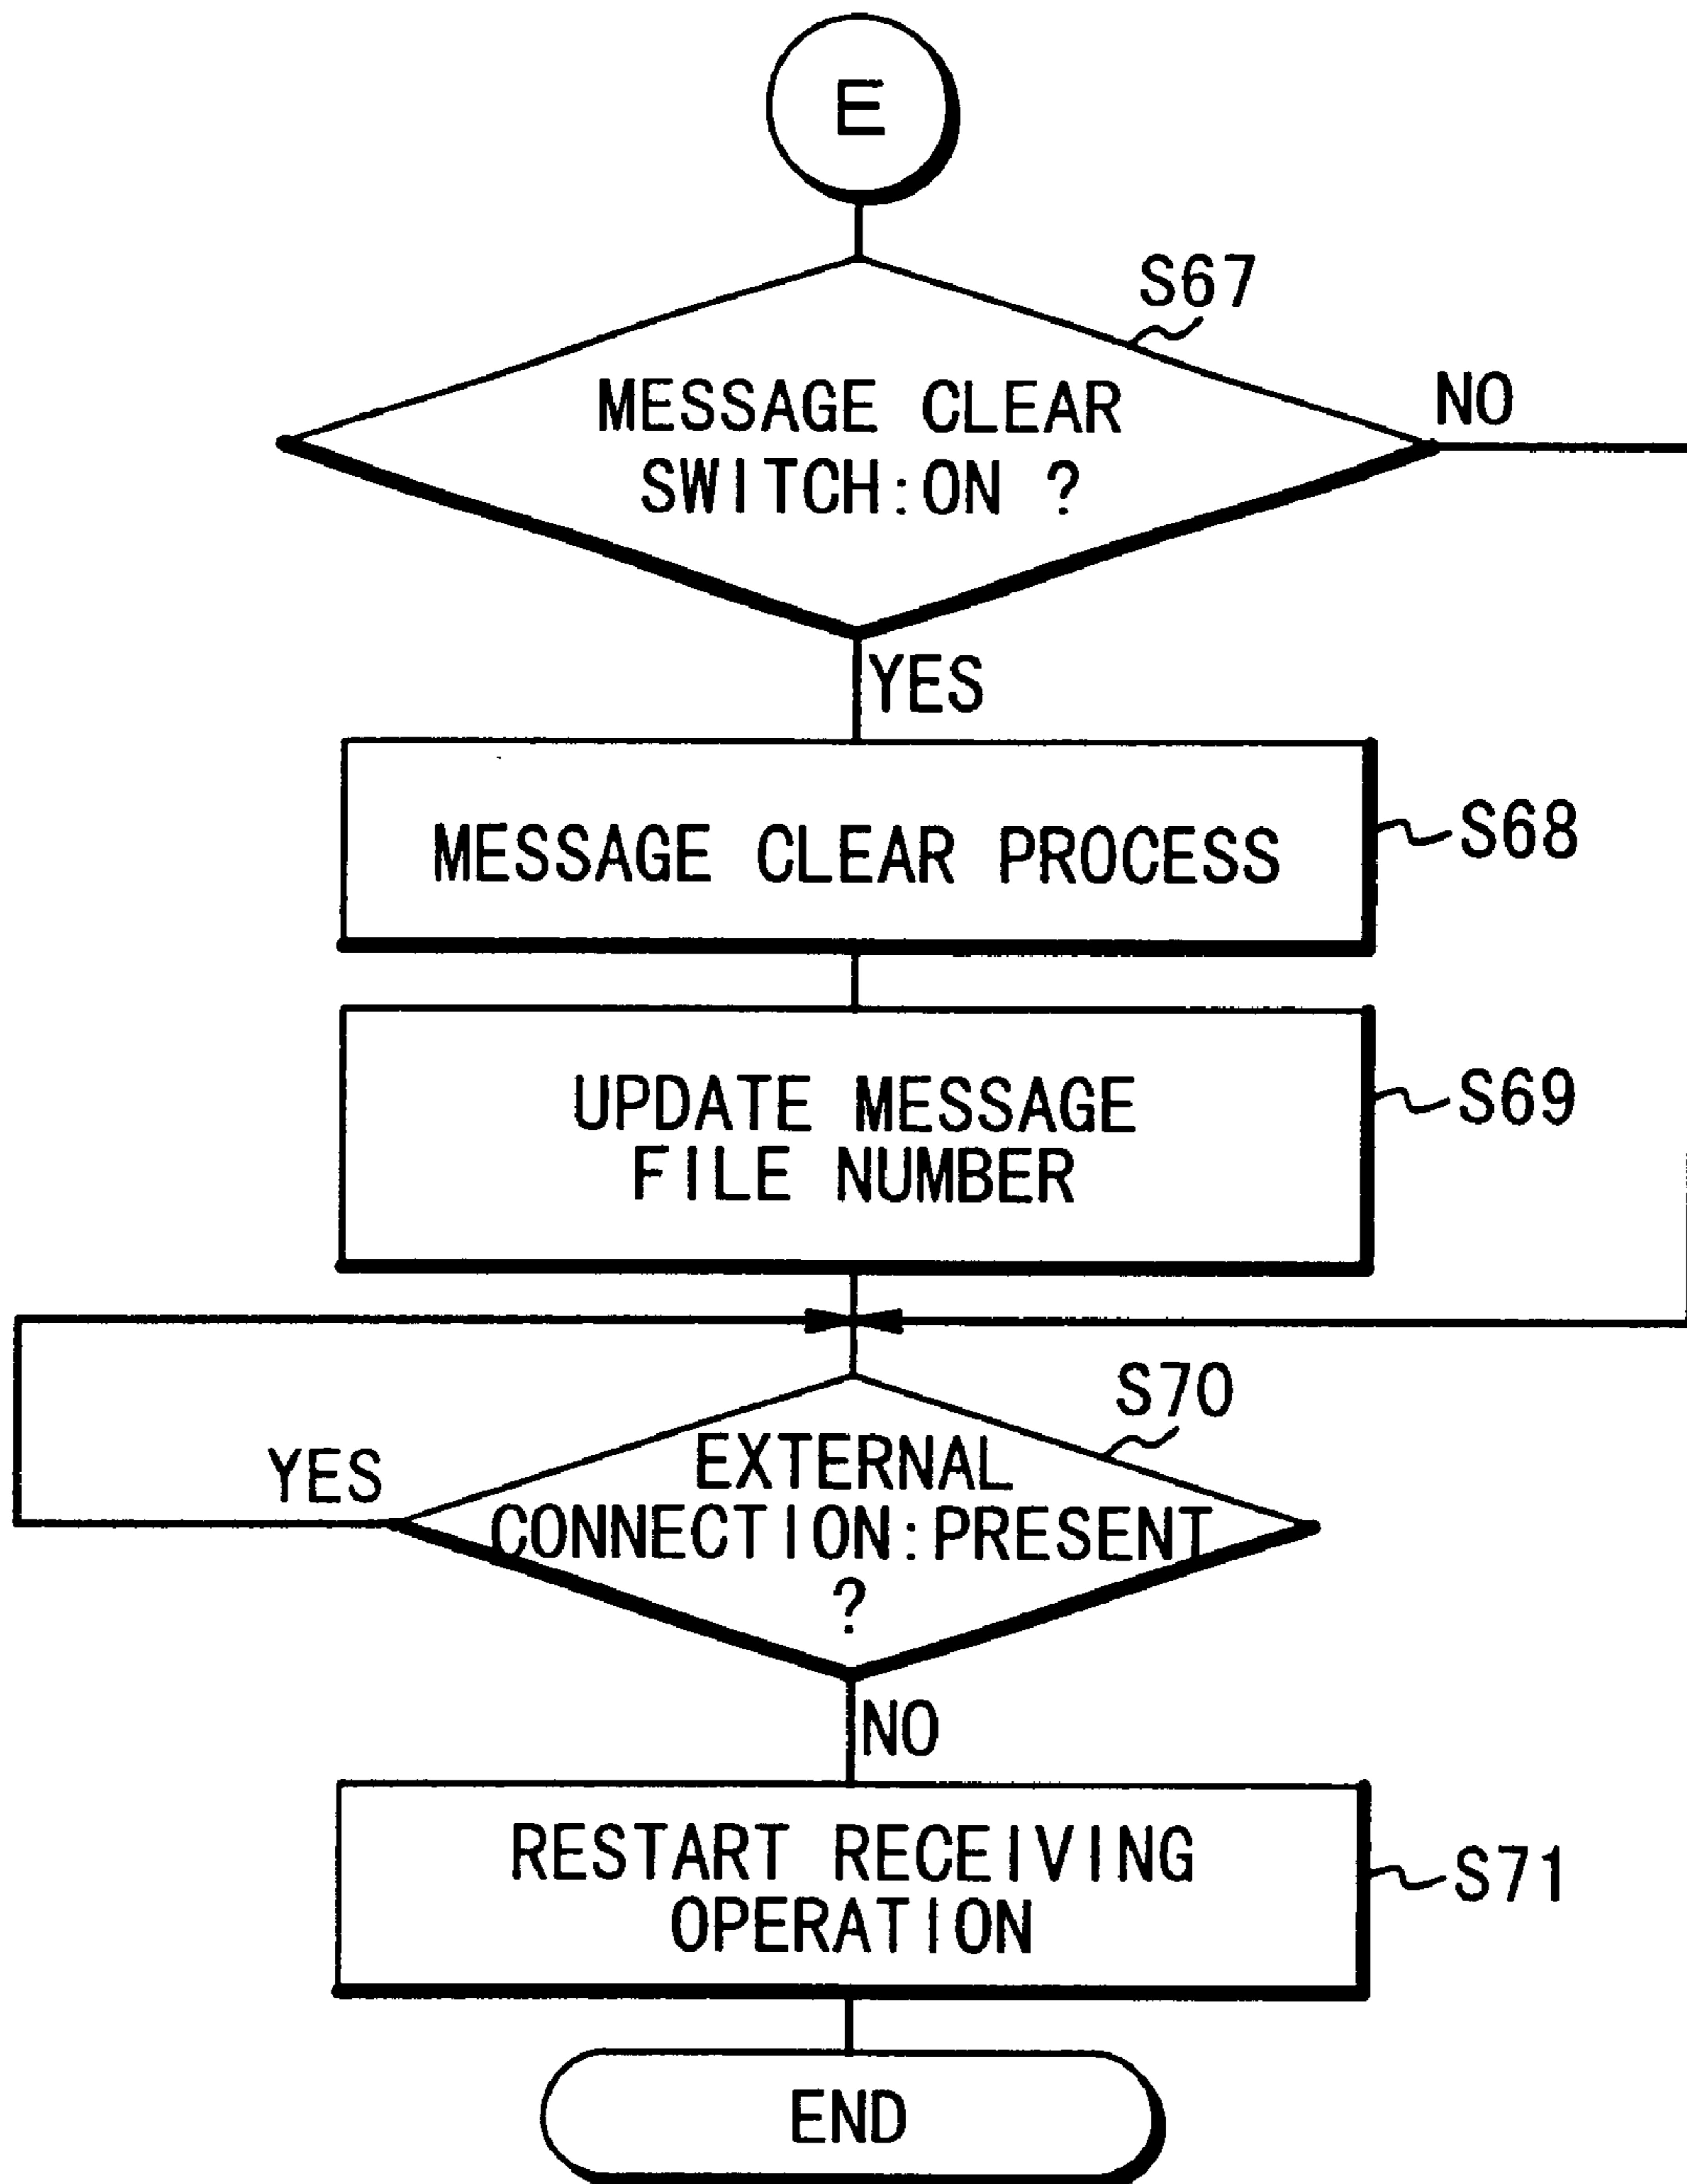 E
S67
MESSAGE CLEAR
SWITCH:ON ?
NO
YES
MESSAGE CLEAR PROCESS
S68
UPDATE MESSAGE
FILE NUMBER
S69
S70
EXTERNAL
CONNECTION:PRESENT
?
YES
NO
RESTART RECEIVING
OPERATION
S71
END